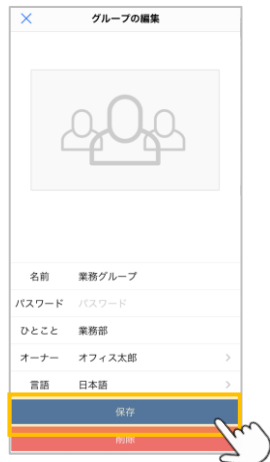 グループの編集
名前 業務グループ
パスワード パスワード
ひとこと 業務部
オーナー オフィス太郎
言語 日本語
保存
削除